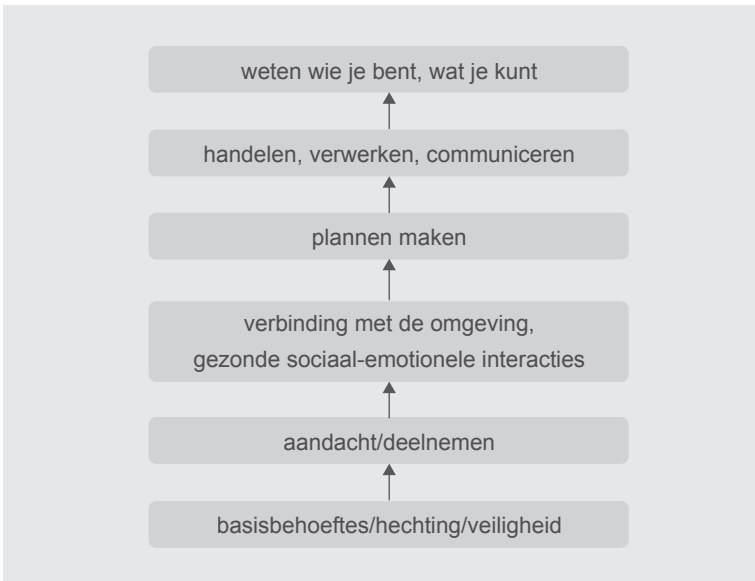 weten wie je bent, wat je kunt
handelen, verwerken, communiceren
plannen maken
verbinding met de omgeving,
gezonde sociaal-emotionele interacties
aandacht/deelnemen
basisbehoeftes/hechting/veiligheid